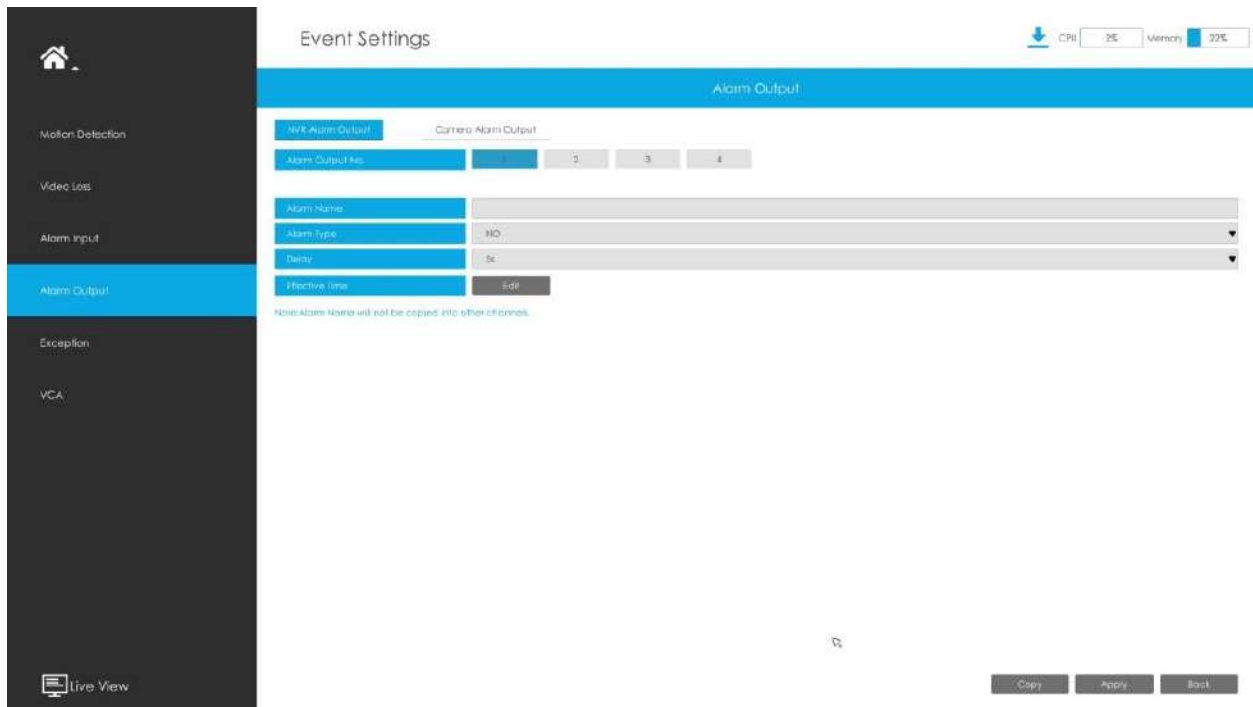 Event Settings
CPU 2% Memory 22%
Alarm Output
Motion Detection
Video Loss
Alarm Input
Alarm Output
Exception
VCA
Live View
NVR Alarm Output Camera Alarm Output
Alarm Output No. 1 2 3 4
Alarm Name
Alarm Type NO
Delay 5s
Effective Time Edit
Note:Alarm Name will not be copied into other channels.
Copy Apply Back